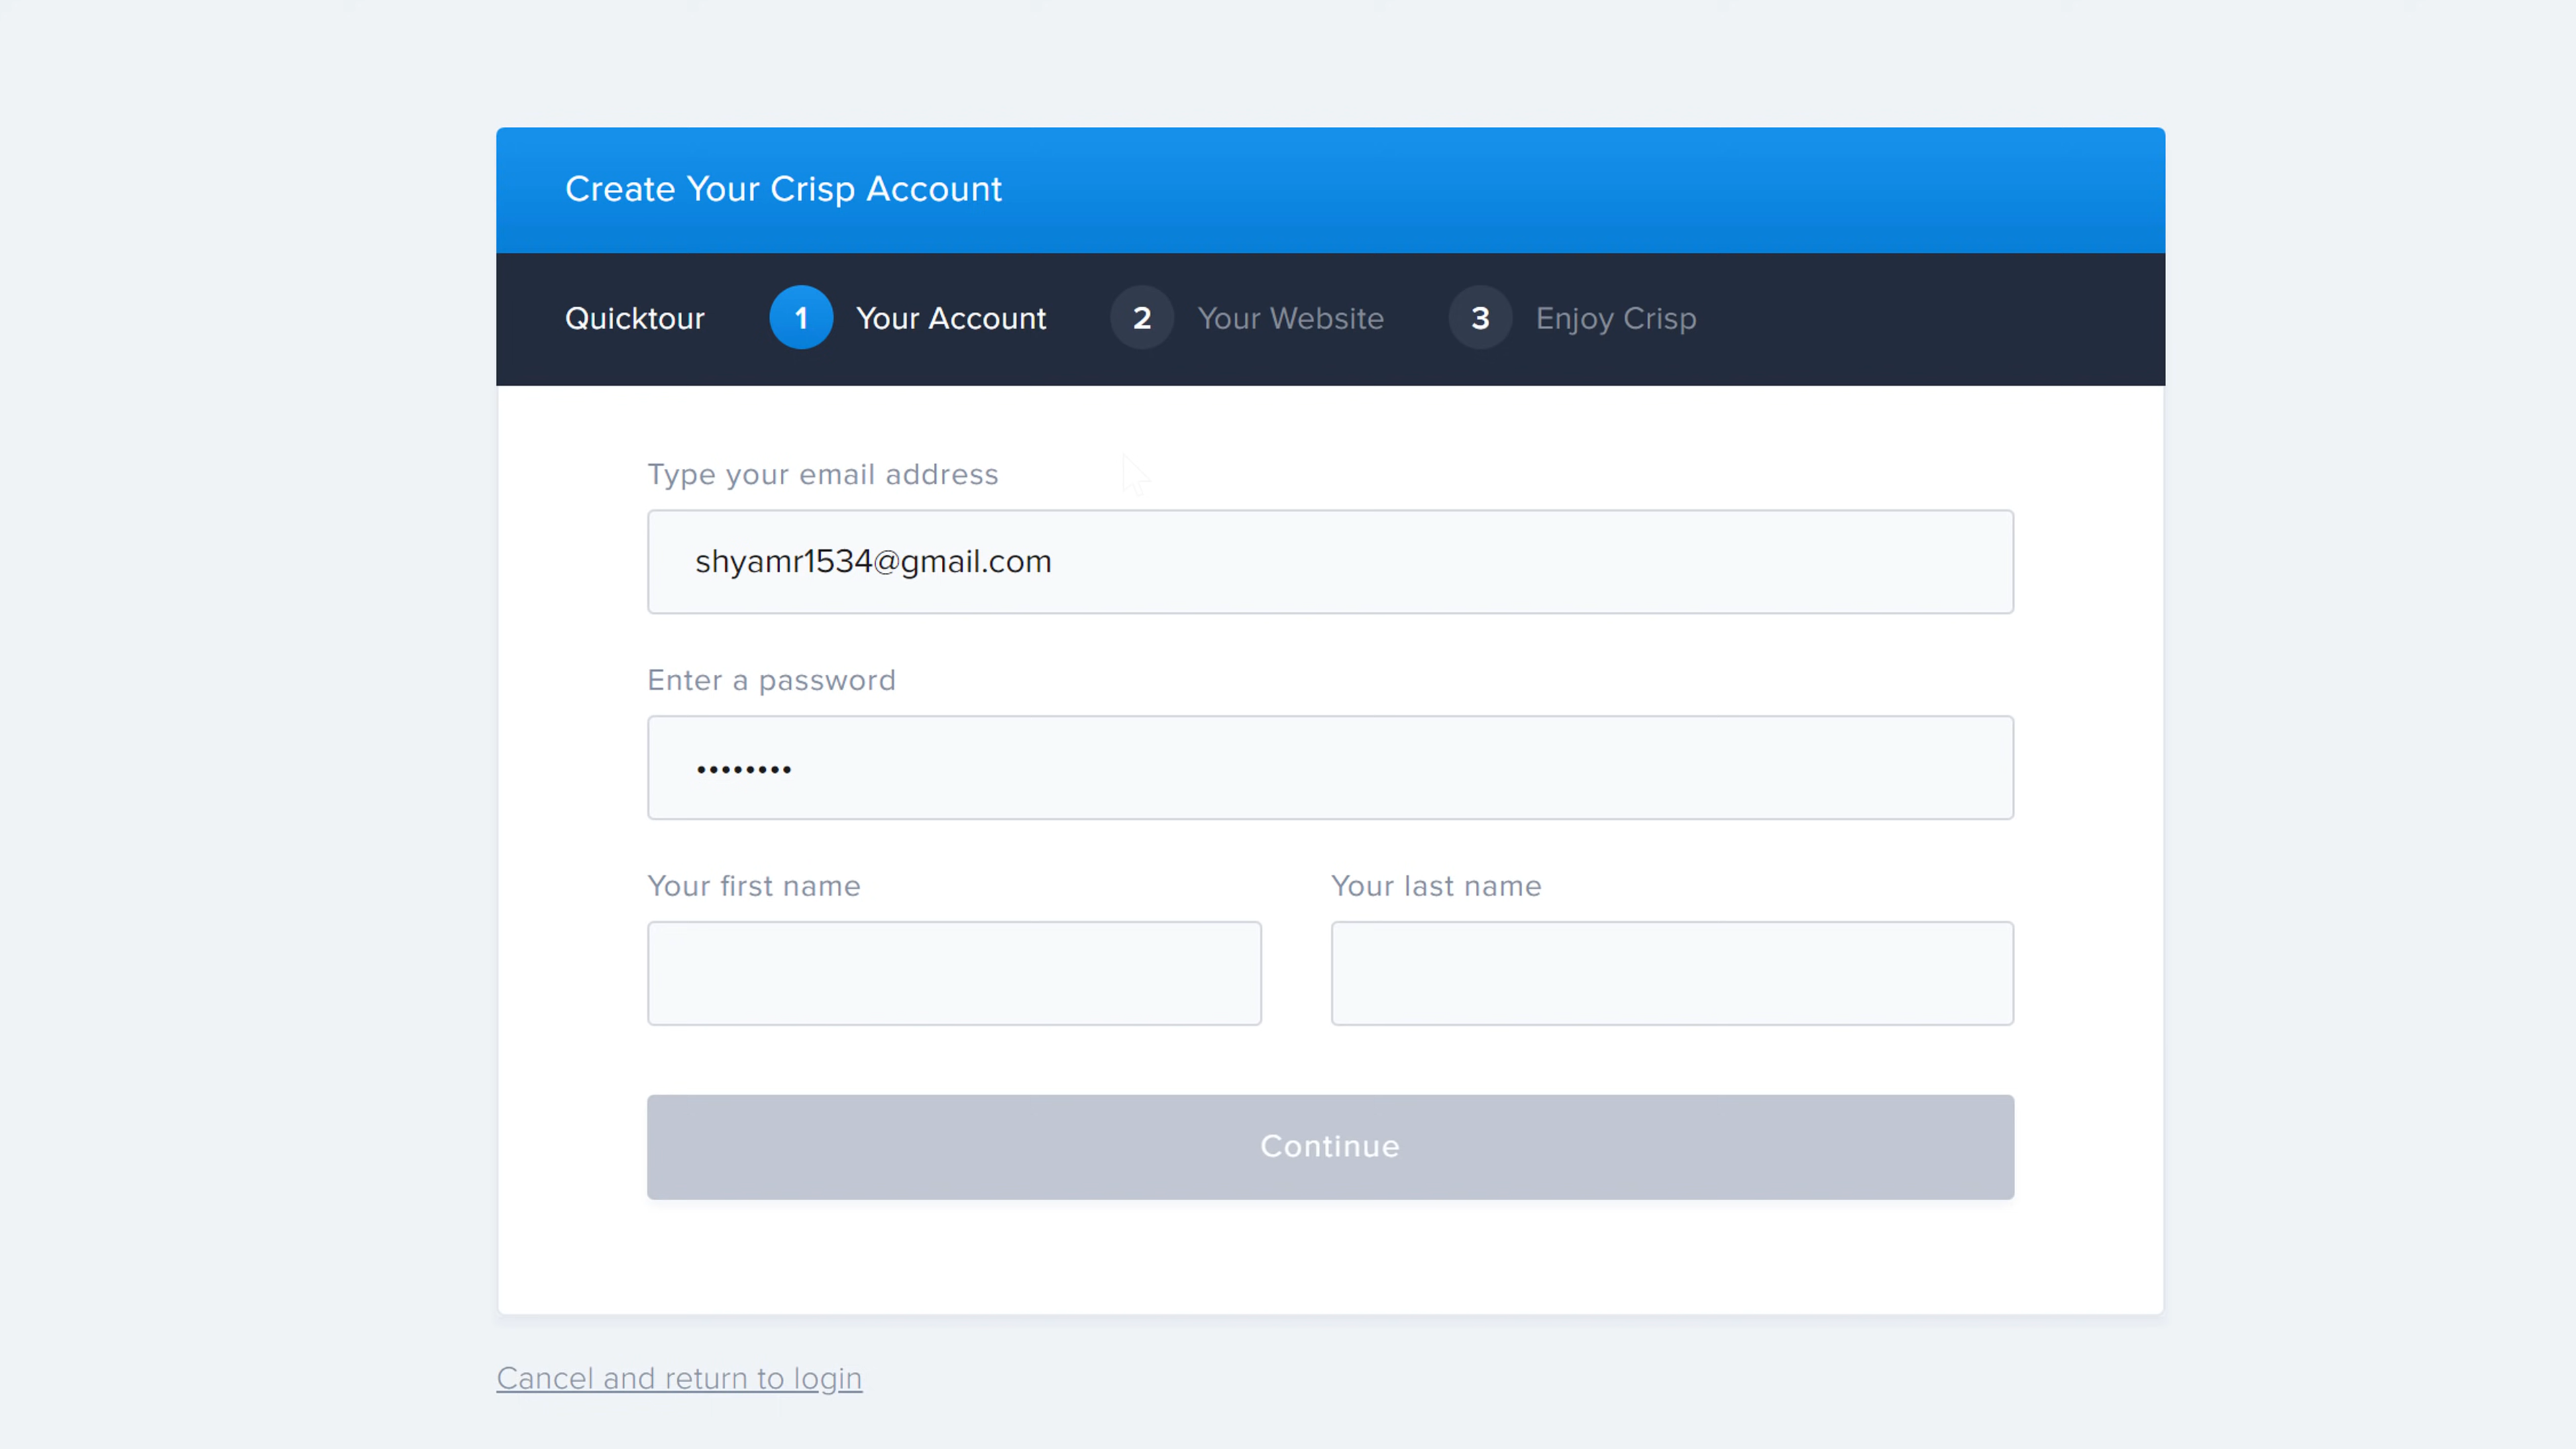 Create Your Crisp Account
Quicktour 1 Your Account 2 Your Website 3 Enjoy Crisp
Type your email address
shyamr1534@gmail.com
Enter a password
••••••••
Your first name Your last name
Continue
Cancel and return to login